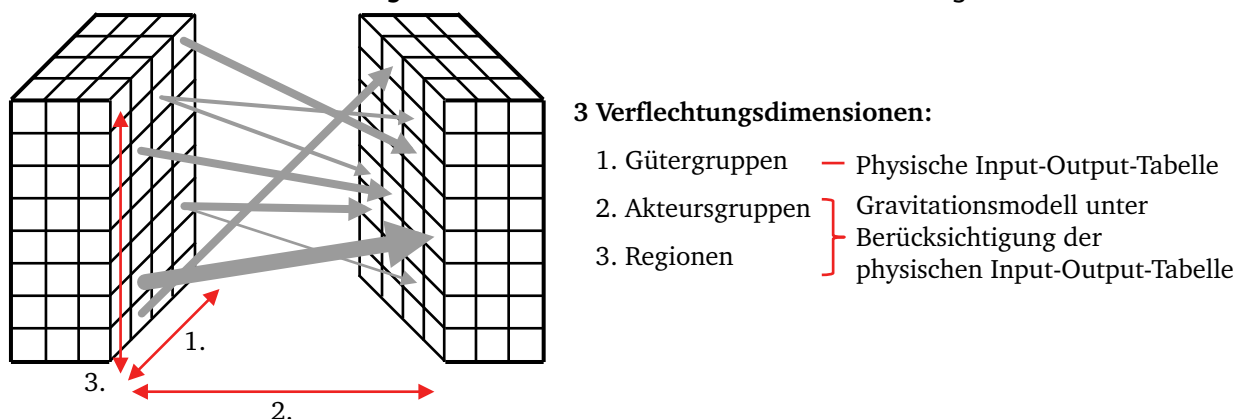 3 Verflechtungsdimensionen:
1. Gütergruppen
Physische Input-Output-Tabelle
2. Akteursgruppen
Gravitationsmodell unter
Berücksichtigung der
physischen Input-Output-Tabelle
3. Regionen
1.
3.
2.